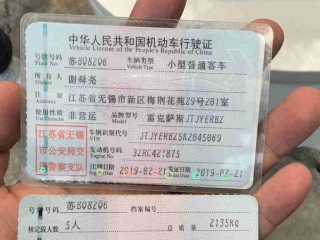 中华人民共和国机动车行驶证
Vehicle License of the People's Republic of China
号牌号码 苏BQ82Q6 车辆类型 小型普通客车
Plate No. Vehicle Type
所有人 谢舜尧
Owner
住址 江苏省无锡市新区梅荆花苑29号201室
Address
使用性质 非营运 品牌型号 雷克萨斯JTJYERBZ
Use Character Model
江苏省无锡市公安局交通警察支队
车辆识别代号 JTJYERBZ5K2045069
VIN
发动机号码 3ZRC427875
Engine No.
注册日期 2019-02-21 发证日期 2019-02-21
Register Date Issue Date
号牌号码 苏BQ82Q6 档案编号
核定载人数 5人 总质量 2135kg